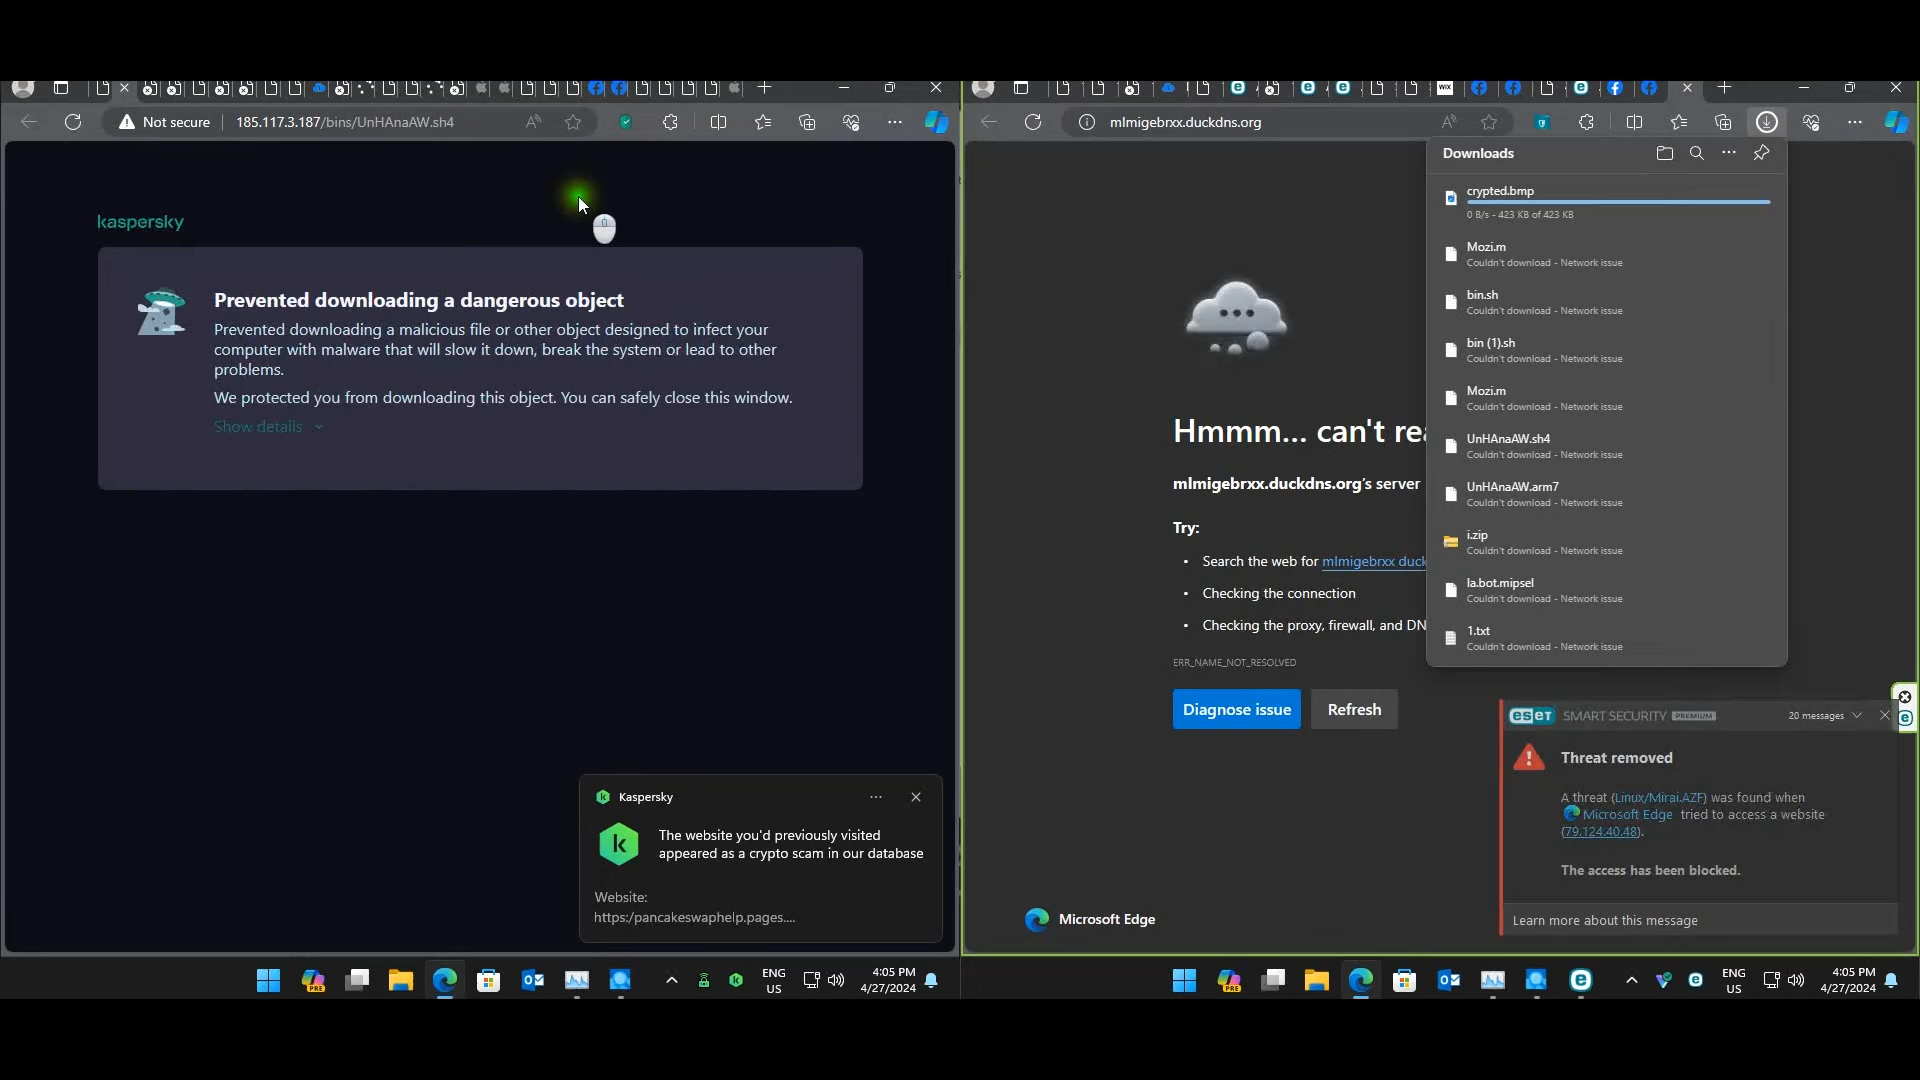 Not secure
185.117.3.187/bins/UnHAnaAW.sh4
kaspersky
Prevented downloading a dangerous object
Prevented downloading a malicious file or other object designed to infect your
computer with malware that will slow it down, break the system or lead to other
problems.
We protected you from downloading this object. You can safely close this window.
Show details
Kaspersky
The website you'd previously visited
appeared as a crypto scam in our database
Website:
https:/pancakeswaphelp.pages....
ENG
US
4:05 PM
4/27/2024
WIX
mlmigebrxx.duckdns.org
Hmmm... can't rea
mlmigebrxx.duckdns.org's server
Try:
• Search the web for mlmigebrxx duck
• Checking the connection
• Checking the proxy, firewall, and DN
ERR_NAME_NOT_RESOLVED
Diagnose issue
Refresh
Microsoft Edge
Downloads
crypted.bmp
0 B/s - 423 KB of 423 KB
Mozi.m
Couldn't download - Network issue
bin.sh
Couldn't download - Network issue
bin (1).sh
Couldn't download - Network issue
Mozi.m
Couldn't download - Network issue
UnHAnaAW.sh4
Couldn't download - Network issue
UnHAnaAW.arm7
Couldn't download - Network issue
i.zip
Couldn't download - Network issue
la.bot.mipsel
Couldn't download - Network issue
1.txt
Couldn't download - Network issue
eset SMART SECURITY PREMIUM
20 messages
Threat removed
A threat (Linux/Mirai.AZF) was found when
Microsoft Edge tried to access a website
(79.124.40.48).
The access has been blocked.
Learn more about this message
ENG
US
4:05 PM
4/27/2024